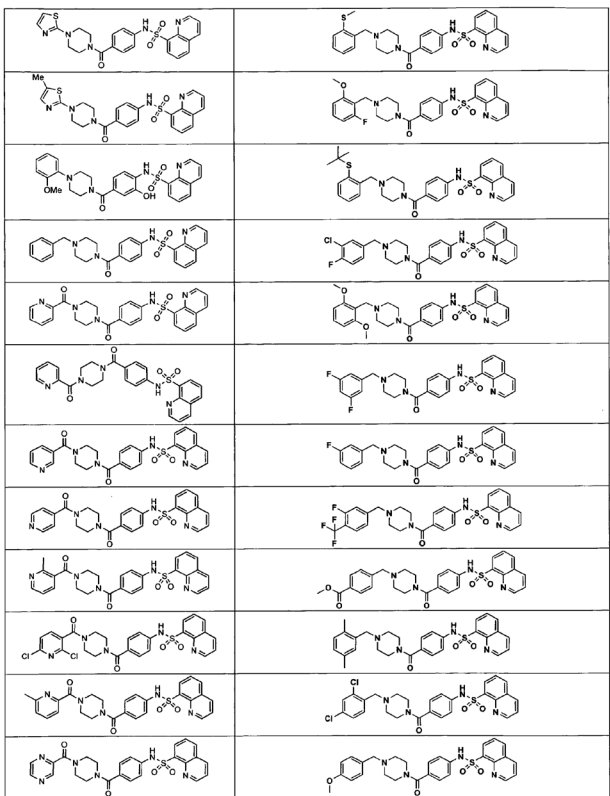 H O N
S N S
N N O
N
O
S
H
N N S
N O O N
O
Me H O N
S N S
N N O
N
O
O H
N N S
F N O O N
O
H O N
N N S
OMe N O
O OH
S H
N N S
N O O N
O
H O N
N N S
N O
O
Cl H
N N S
F N O O N
O
O H O N
N N N S
N O
O
O H
N N S
O N O O N
O
O
N N O
N S
O N O
H N
F H
N N S
F N O O N
O
O H
N N S
N N O O N
O
F H
N N S
N O O N
O
O H
N N S
N N O O N
O
F H
F N N S
F F N O O N
O
O H
N N N S
N O O N
O
H
N N S
O N O O N
O O
O H
N N S
Cl N Cl N O O N
O
H
N N S
N O O N
O
O H
N N N S
N O O N
O
Cl H
N N S
Cl N O O N
O
O H
N N N S
N N O O N
O
H
N N S
O N O O N
O